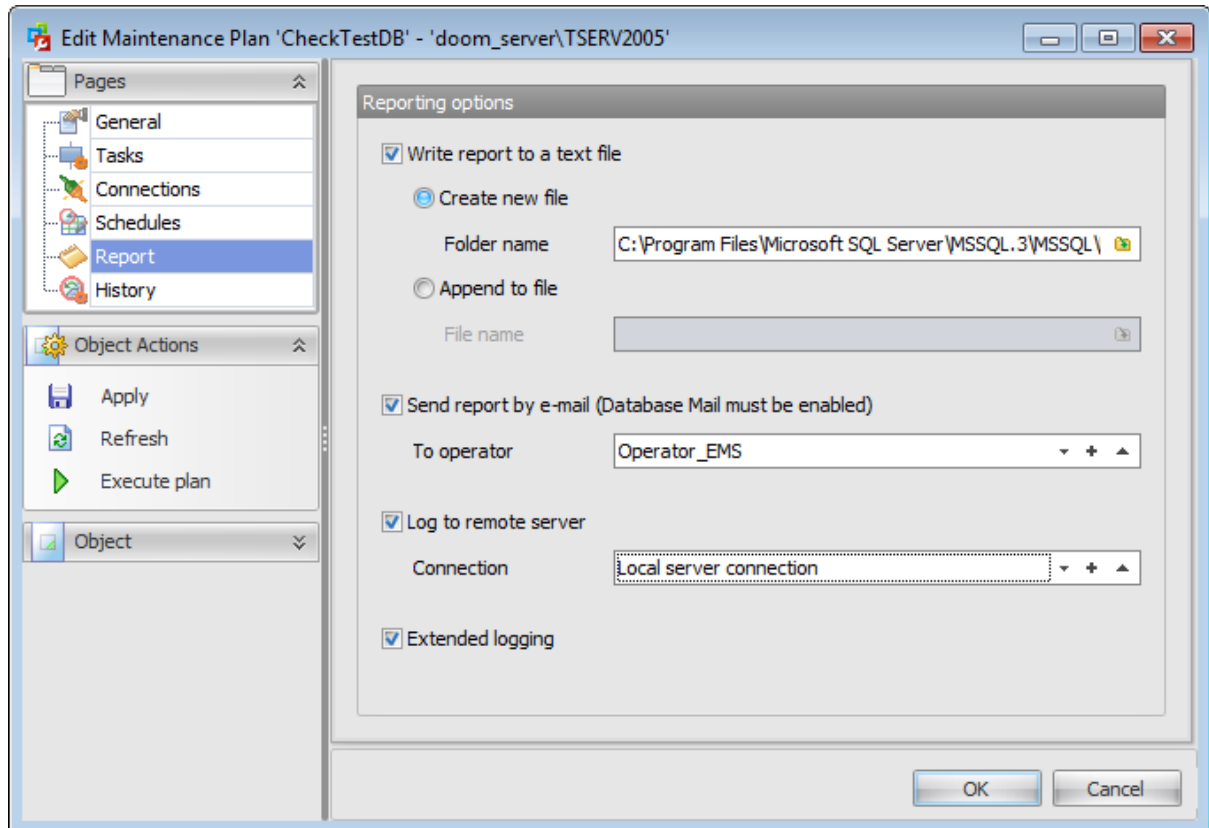 Edit Maintenance Plan 'CheckTestDB' - 'doom_server\TSERV2005'
Pages
General
Tasks
Connections
Schedules
Report
History
Object Actions
Apply
Refresh
Execute plan
Object
Reporting options
Write report to a text file
Create new file
Folder name C:\Program Files\Microsoft SQL Server\MSSQL.3\MSSQL\
Append to file
File name
Send report by e-mail (Database Mail must be enabled)
To operator Operator_EMS
Log to remote server
Connection Local server connection
Extended logging
OK Cancel